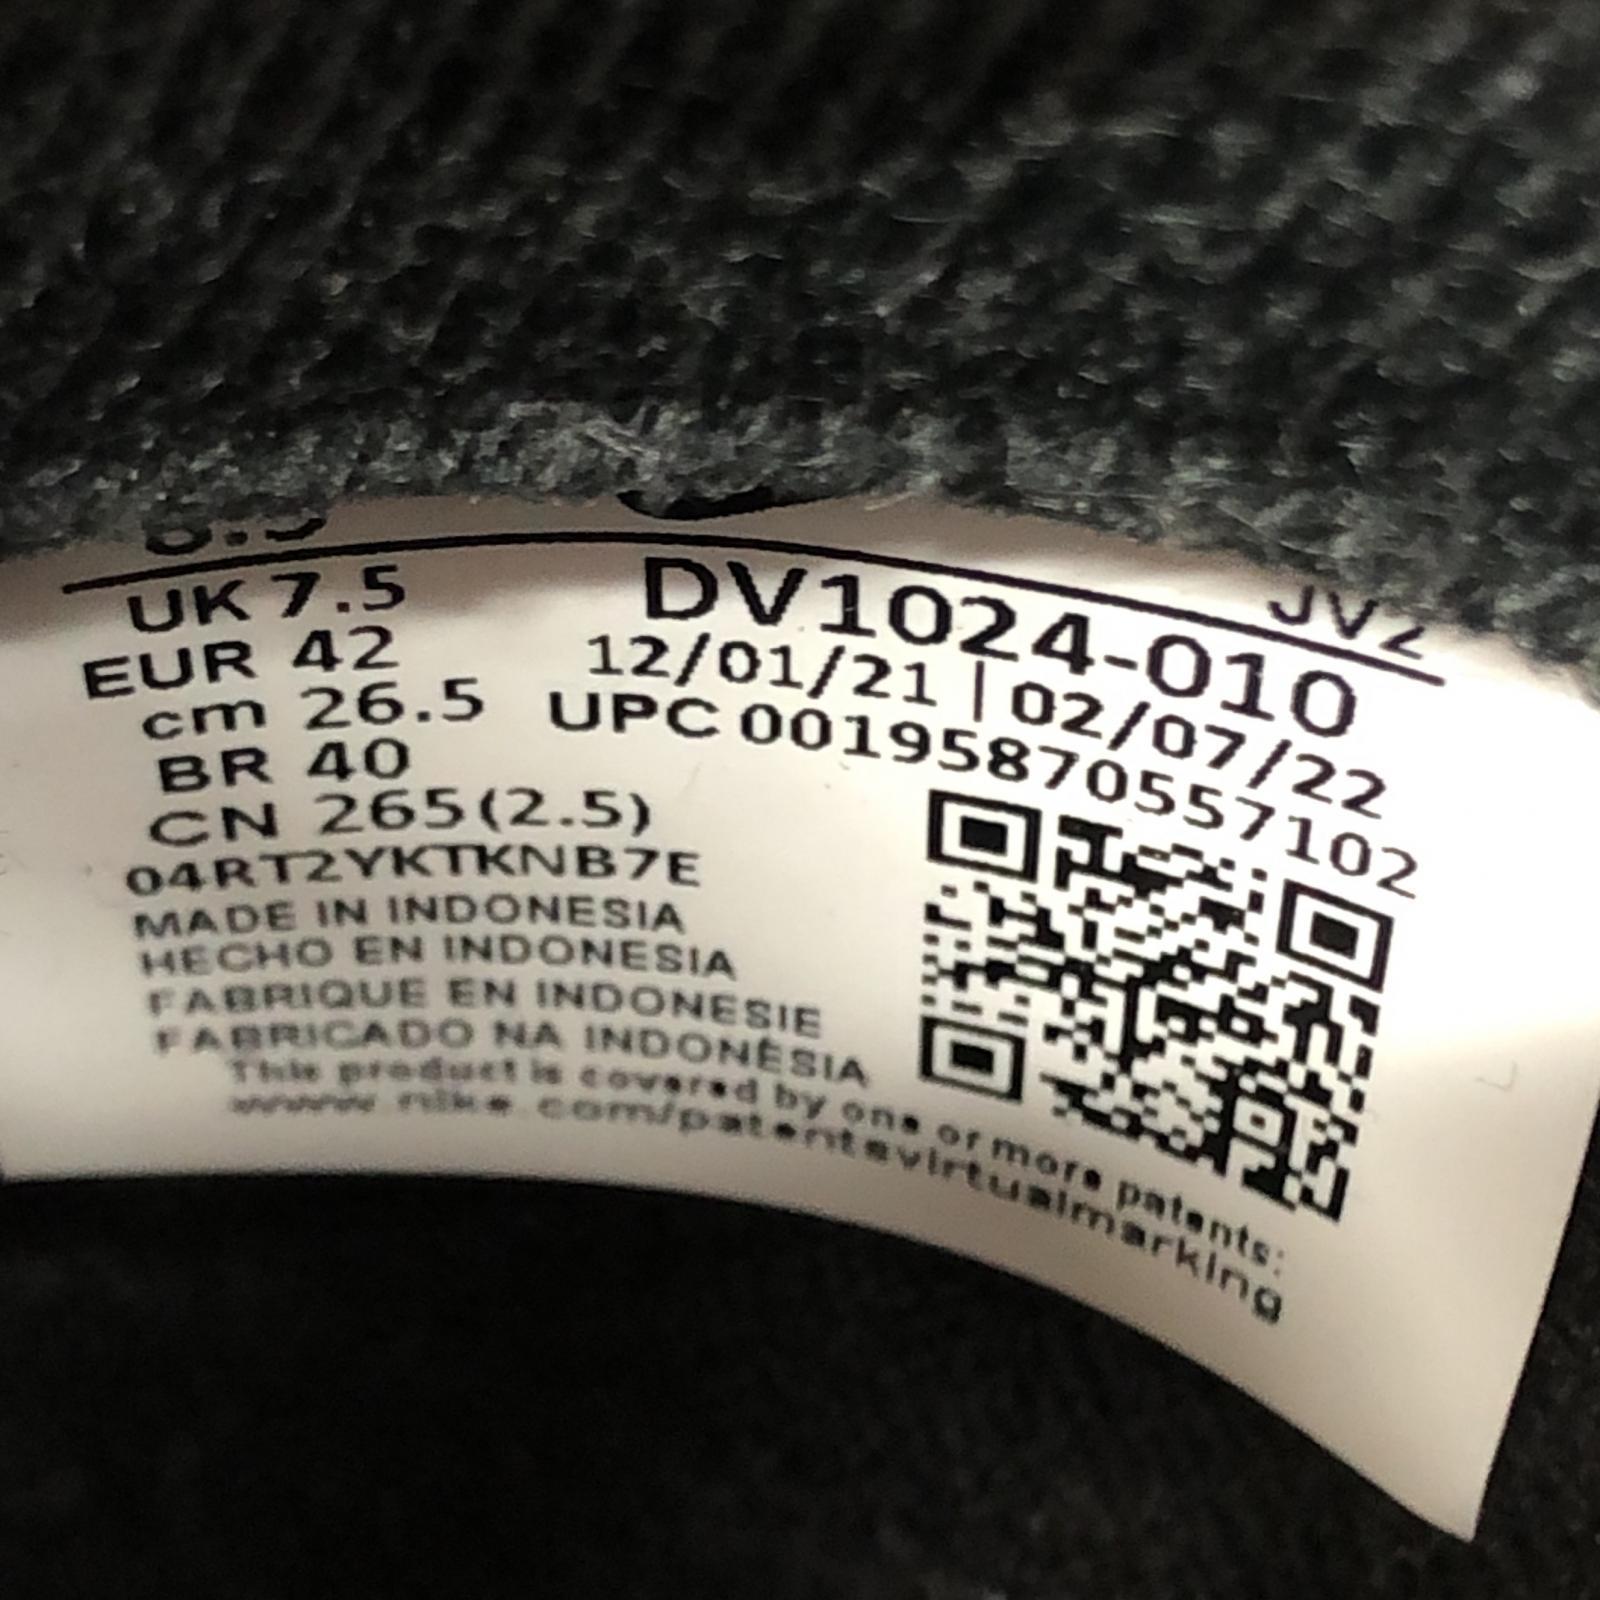 UK 7.5
EUR 42
cm 26.5
BR 40
CN 265(2.5)
04RT2YKTKNB7E
MADE IN INDONESIA
HECHO EN INDONESIA
FABRIQUE EN INDONESIE
FABRICADO NA INDONÉSIA
This product is covered by one or more patents:
www.nike.com/patentsvirtualmarking
DV1024-010
12/01/21 | 02/07/22
UPC 00195870557102